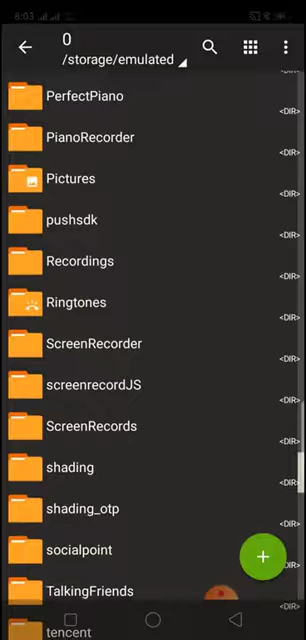 8:03
0
/storage/emulated
<DIR>
PerfectPiano
<DIR>
PianoRecorder
<DIR>
Pictures
<DIR>
pushsdk
<DIR>
Recordings
<DIR>
Ringtones
<DIR>
ScreenRecorder
<DIR>
screenrecordJS
<DIR>
ScreenRecords
<DIR>
shading
<DIR>
shading_otp
<DIR>
socialpoint
<DIR>
TalkingFriends
<DIR>
tencent